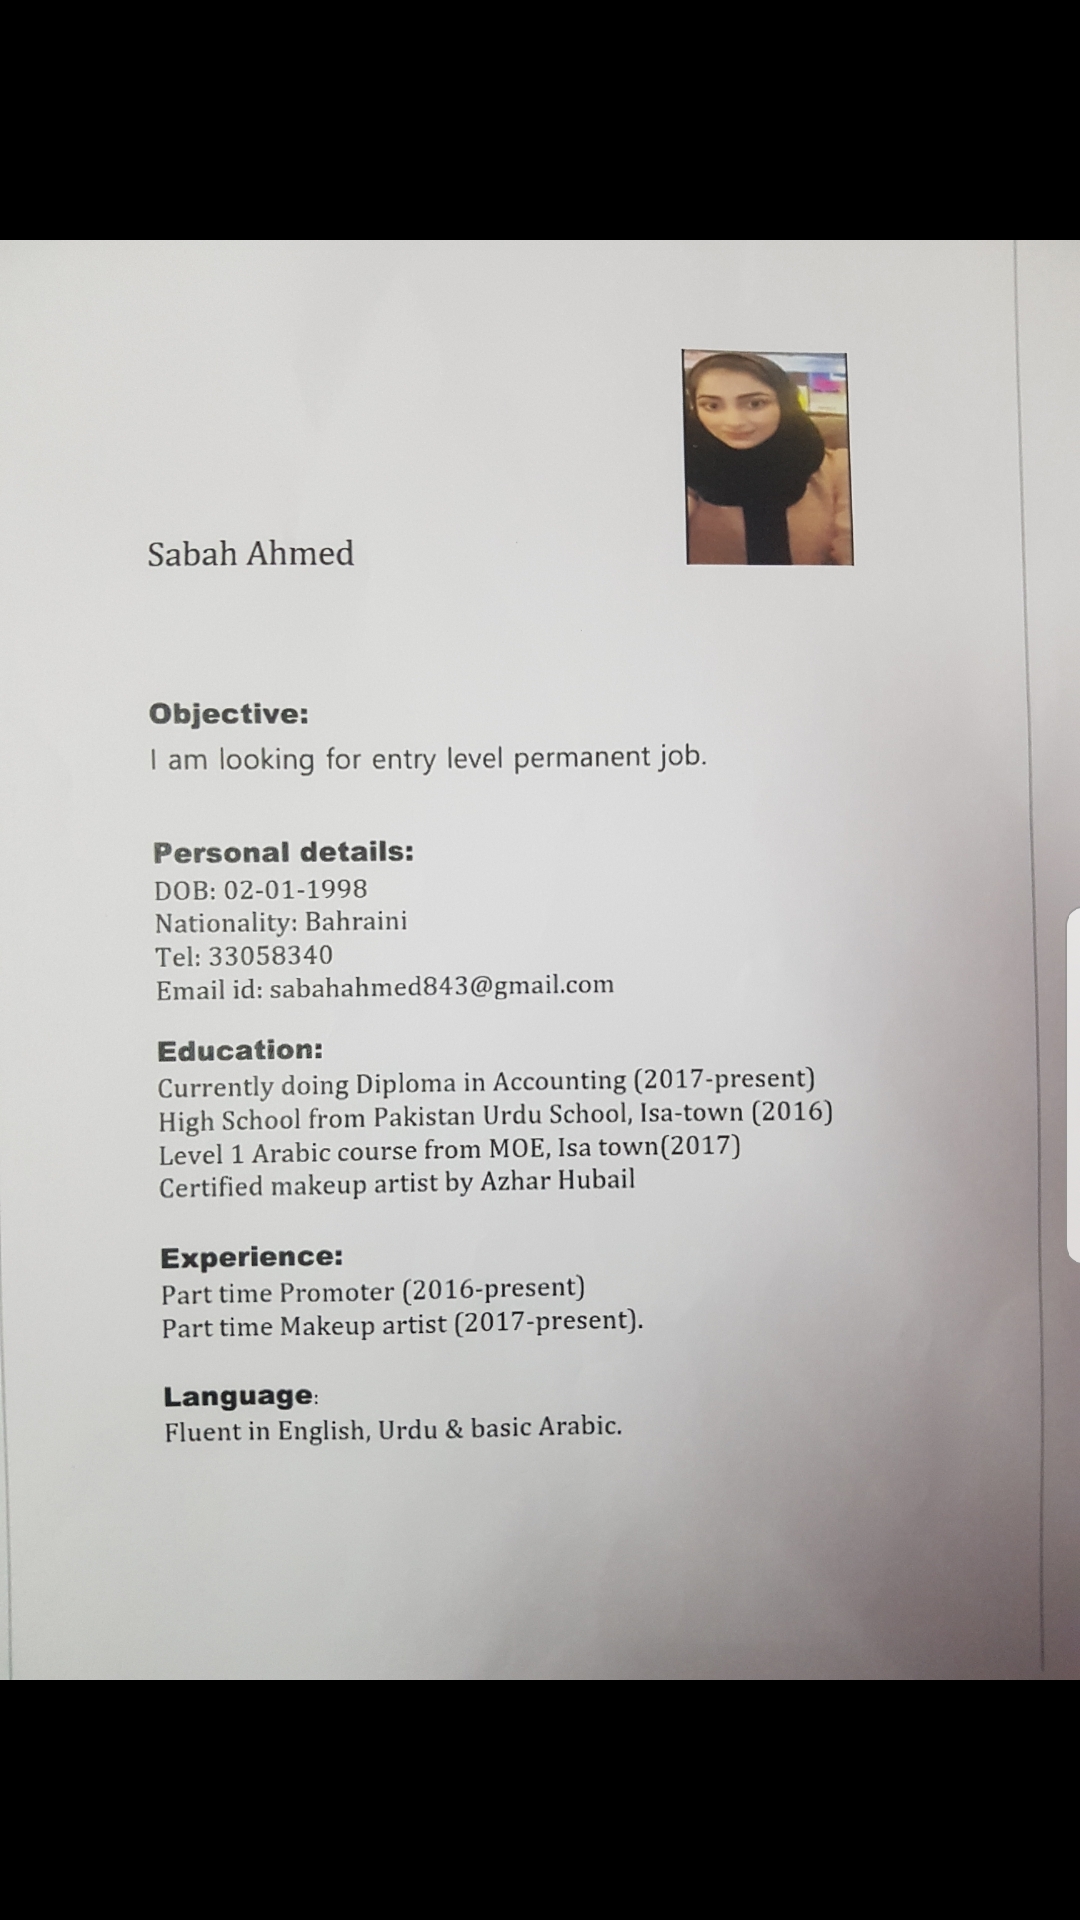 Sabah Ahmed
Objective:
I am looking for entry level permanent job.
Personal details:
DOB: 02-01-1998
Nationality: Bahraini
Tel: 33058340
Email id: sabahahmed843@gmail.com
Education:
Currently doing Diploma in Accounting (2017-present)
High School from Pakistan Urdu School, Isa-town (2016)
Level 1 Arabic course from MOE, Isa town(2017)
Certified makeup artist by Azhar Hubail
Experience:
Part time Promoter (2016-present)
Part time Makeup artist (2017-present).
Language:
Fluent in English, Urdu & basic Arabic.